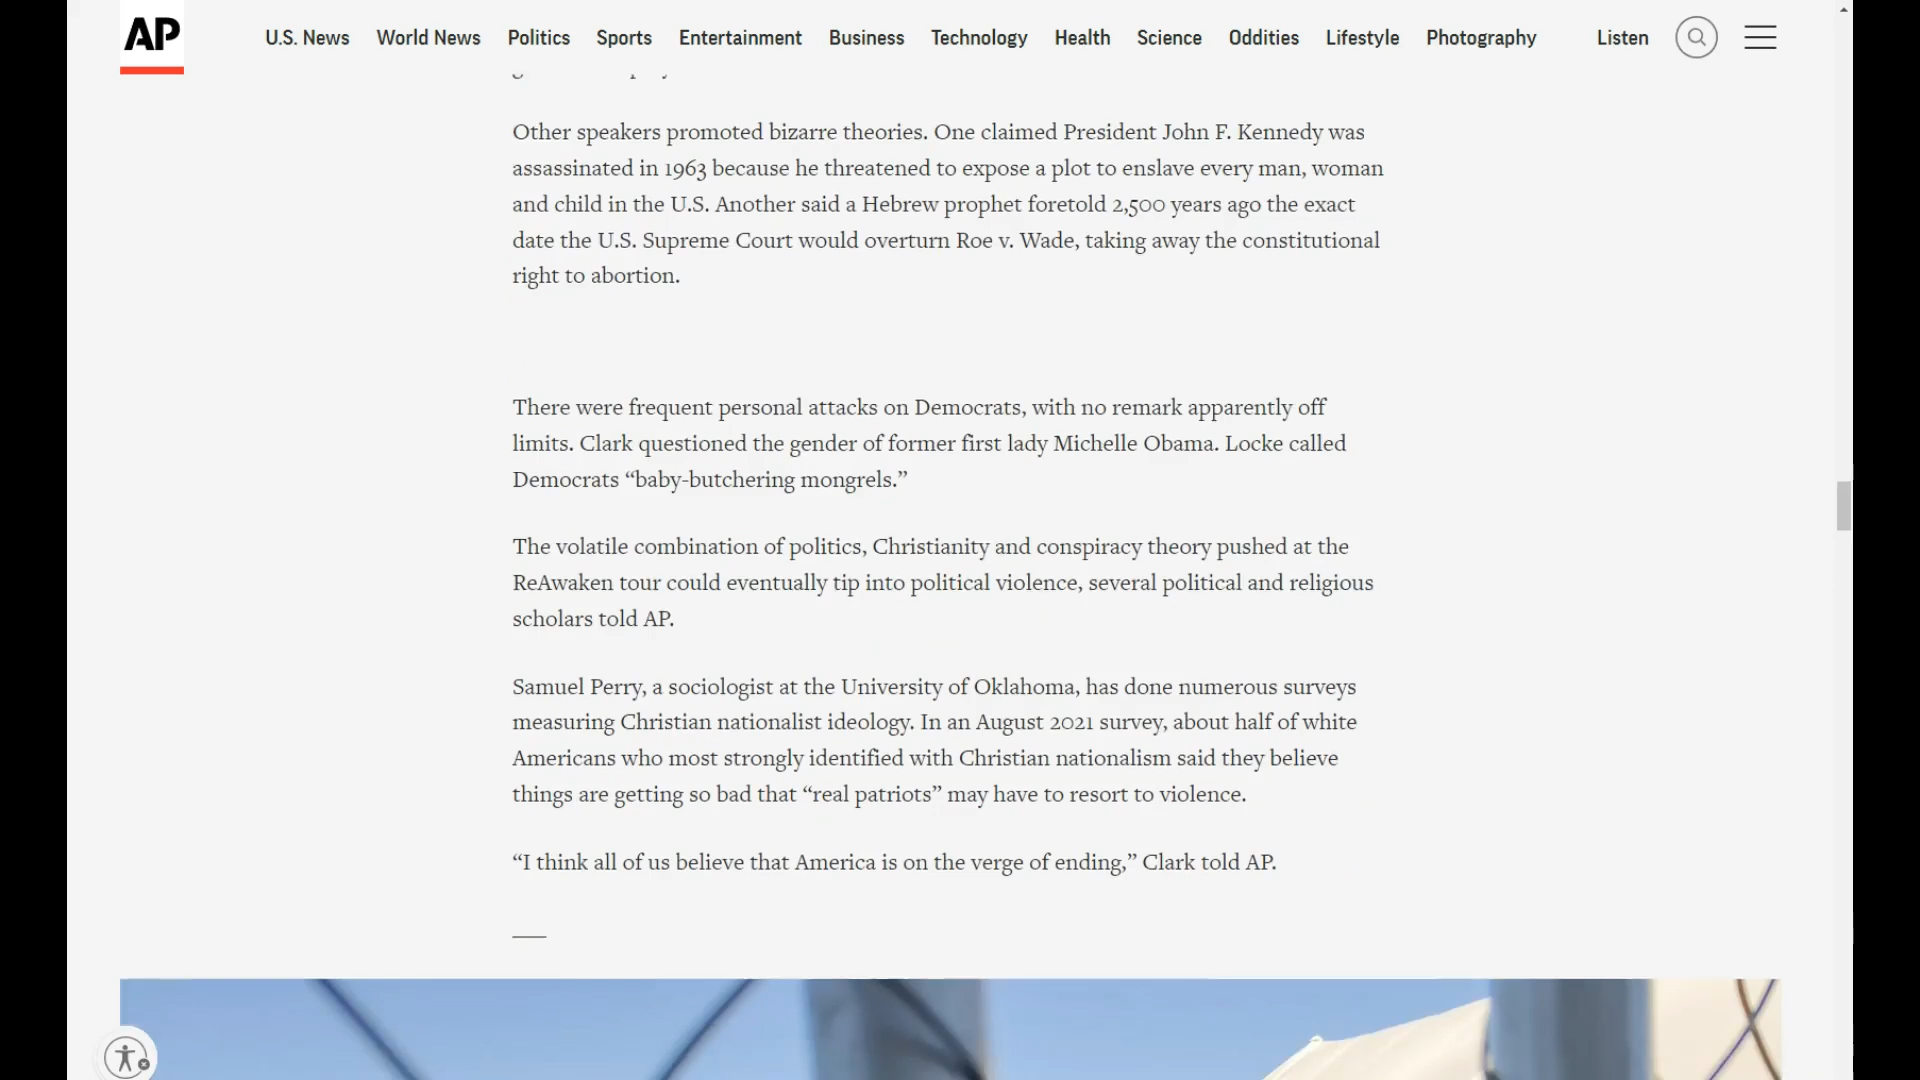 AP
U.S. News World News Politics Sports Entertainment Business Technology Health Science Oddities Lifestyle Photography Listen
Other speakers promoted bizarre theories. One claimed President John F. Kennedy was
assassinated in 1963 because he threatened to expose a plot to enslave every man, woman
and child in the U.S. Another said a Hebrew prophet foretold 2,500 years ago the exact
date the U.S. Supreme Court would overturn Roe v. Wade, taking away the constitutional
right to abortion.
There were frequent personal attacks on Democrats, with no remark apparently off
limits. Clark questioned the gender of former first lady Michelle Obama. Locke called
Democrats “baby-butchering mongrels.”
The volatile combination of politics, Christianity and conspiracy theory pushed at the
ReAwaken tour could eventually tip into political violence, several political and religious
scholars told AP.
Samuel Perry, a sociologist at the University of Oklahoma, has done numerous surveys
measuring Christian nationalist ideology. In an August 2021 survey, about half of white
Americans who most strongly identified with Christian nationalism said they believe
things are getting so bad that “real patriots” may have to resort to violence.
“I think all of us believe that America is on the verge of ending,” Clark told AP.